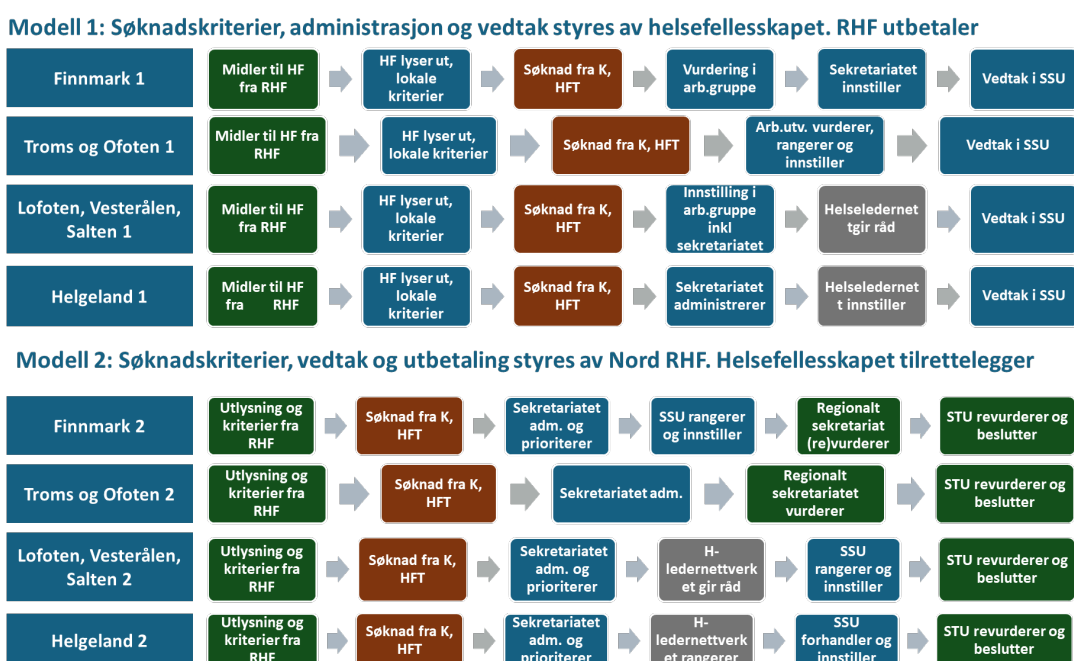 Modell 1: Søknadskriterier, administrasjon og vedtak styres av helsefellesskapet. RHF utbetaler
Finnmark 1
Midler til HF
fra RHF
HF lyser ut,
lokale
kriterier
Søknad fra K,
HFT
Vurdering i
arb.gruppe
Sekretariatet
innstiller
Vedtak i SSU
Troms og Ofoten 1
Midler til HF fra
RHF
HF lyser ut,
lokale kriterier
Søknad fra K, HFT
Arb.utv. vurderer,
rangerer og
innstiller
Vedtak i SSU
Lofoten, Vesterålen,
Salten 1
Midler til HF
fra RHF
HF lyser ut,
lokale
kriterier
Søknad fra K,
HFT
Innstilling i
arb.gruppe
inkl
sekretariatet
Helseledernet
tgir råd
Vedtak i SSU
Helgeland 1
Midler til HF
fra RHF
HF lyser ut,
lokale
kriterier
Søknad fra K,
HFT
Sekretariatet
administrerer
Helseledernet
t innstiller
Vedtak i SSU
Modell 2: Søknadskriterier, vedtak og utbetaling styres av Nord RHF. Helsefellesskapet tilrettelegger
Finnmark 2
Utlysning og
kriterier fra
RHF
Søknad fra K,
HFT
Sekretariatet
adm. og
prioriterer
SSU rangerer
og innstiller
Regionalt
sekretariat
(re)vurderer
STU revurderer og
beslutter
Troms og Ofoten 2
Utlysning og
kriterier fra
RHF
Søknad fra K,
HFT
Sekretariatet adm.
Regionalt
sekretariatet
vurderer
STU revurderer og
beslutter
Lofoten, Vesterålen,
Salten 2
Utlysning og
kriterier fra
RHF
Søknad fra K,
HFT
Sekretariatet
adm. og
prioriterer
H-
ledernettverk
et gir råd
SSU
rangerer og
innstiller
STU revurderer og
beslutter
Helgeland 2
Utlysning og
kriterier fra
RHF
Søknad fra K,
HFT
Sekretariatet
adm. og
prioriterer
H-
ledernettverk
et rangerer
SSU
forhandler og
innstiller
STU revurderer og
beslutter